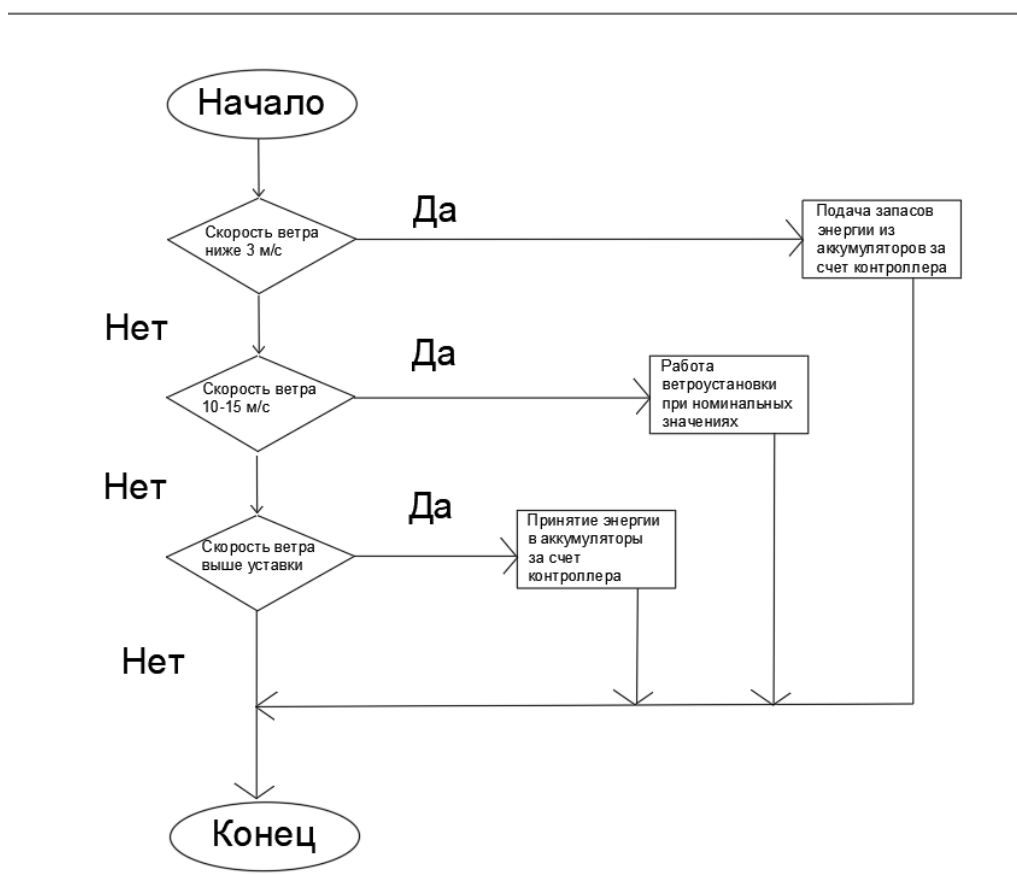 Начало
Да
Скорость ветра
ниже 3 м/с
Подача запасов
энергии из
аккумуляторов за
счет контроллера
Нет
Да
Скорость ветра
10-15 м/с
Работа
ветроустановки
при номинальных
значениях
Нет
Да
Скорость ветра
выше уставки
Принятие энергии
в аккумуляторы
за счет
контроллера
Нет
Конец